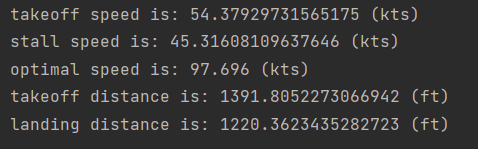 takeoff speed is: 54.37929731565175 (kts)
stall speed is: 45.31608109637646 (kts)
optimal speed is: 97.696 (kts)
takeoff distance is: 1391.8052273066942 (ft)
landing distance is: 1220.3623435282723 (ft)